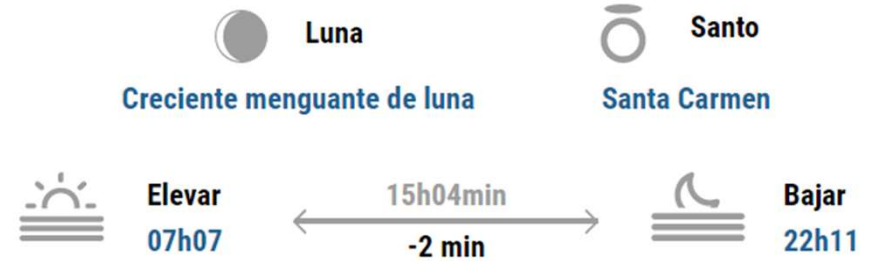 Luna
Santo
Creciente menguante de luna
Santa Carmen
Elevar
15h04min
Bajar
07h07
-2 min
22h11